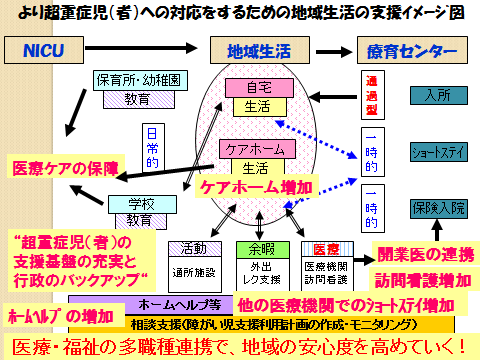 より超重症児(者)への対応をするための地域生活の支援イメージ図
NICU
地域生活
療育センター
保育所・幼稚園
教育
自宅
生活
通過型
入所
日常的
ケアホーム
生活
一時的
ショートステイ
医療ケアの保障
ケアホーム増加
学校
教育
一時的
保険入院
“超重症児(者)の
支援基盤の充実と
行政のバックアップ“
活動
通所施設
余暇
外出
レク支援
医療
医療機関
訪問看護
開業医の連携
訪問看護増加
ホームヘルプ等
ホームヘルプの増加
他の医療機関でのショートステイ増加
相談支援(障がい児支援利用計画の作成・モニタリング)
医療・福祉の多職種連携で、地域の安心度を高めていく!